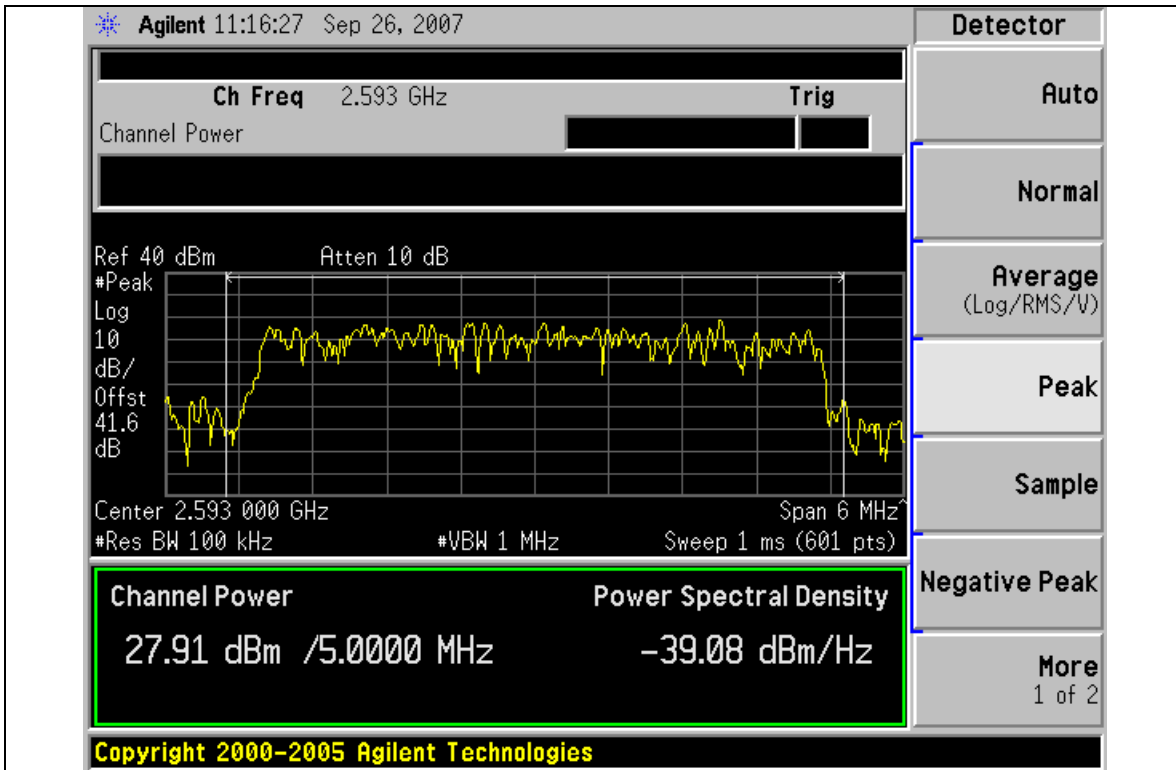 Agilent 11:16:27 Sep 26, 2007
Detector
Ch Freq 2.593 GHz Trig
Channel Power
Ref 40 dBm Atten 10 dB
#Peak
Log
10
dB/
Offst
41.6
dB
Center 2.593 000 GHz Span 6 MHz^
#Res BW 100 kHz #VBW 1 MHz Sweep 1 ms (601 pts)
Channel Power Power Spectral Density
27.91 dBm /5.0000 MHz -39.08 dBm/Hz
Copyright 2000-2005 Agilent Technologies
Auto
Normal
Average
(Log/RMS/V)
Peak
Sample
Negative Peak
More
1 of 2